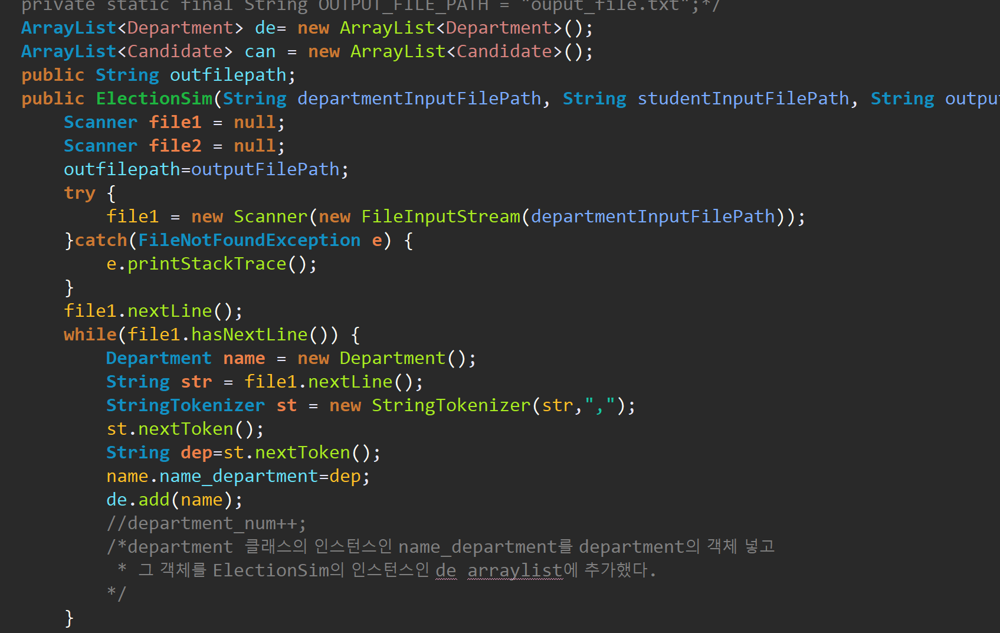 private static final String OUTPUT_FILE_PATH = "ouput_file.txt";*/
ArrayList<Department> de= new ArrayList<Department>();
ArrayList<Candidate> can = new ArrayList<Candidate>();
public String outfilepath;
public ElectionSim(String departmentInputFilePath, String studentInputFilePath, String outpu
Scanner file1 = null;
Scanner file2 = null;
outfilepath=outputFilePath;
try {
file1 = new Scanner(new FileInputStream(departmentInputFilePath));
}catch(FileNotFoundException e) {
e.printStackTrace();
}
file1.nextLine();
while(file1.hasNextLine()) {
Department name = new Department();
String str = file1.nextLine();
StringTokenizer st = new StringTokenizer(str,",");
st.nextToken();
String dep=st.nextToken();
name.name_department=dep;
de.add(name);
//department_num++;
/*department 클래스의 인스턴스인 name_department를 department의 객체 넣고
* 그 객체를 ElectionSim의 인스턴스인 de arraylist에 추가했다.
*/
}